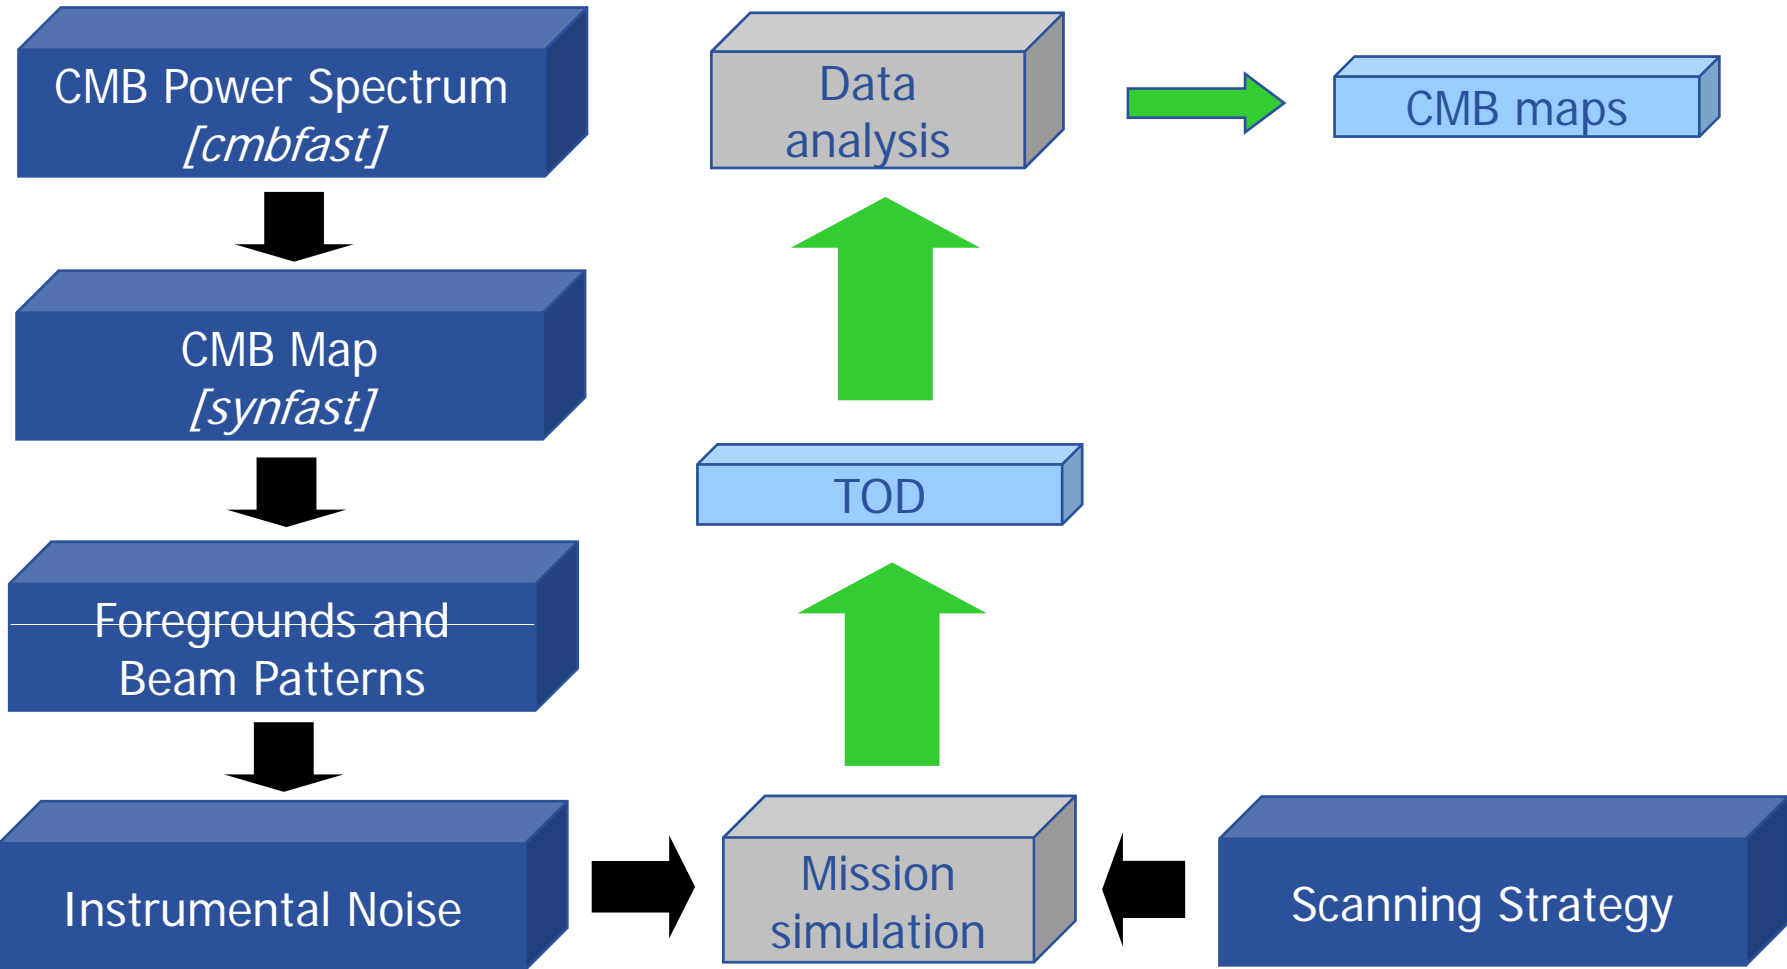 CMB Power Spectrum
[cmbfast]
CMB Map
[synfast]
Foregrounds and
Beam Patterns
Instrumental Noise
Data
analysis
TOD
Mission
simulation
CMB maps
Scanning Strategy